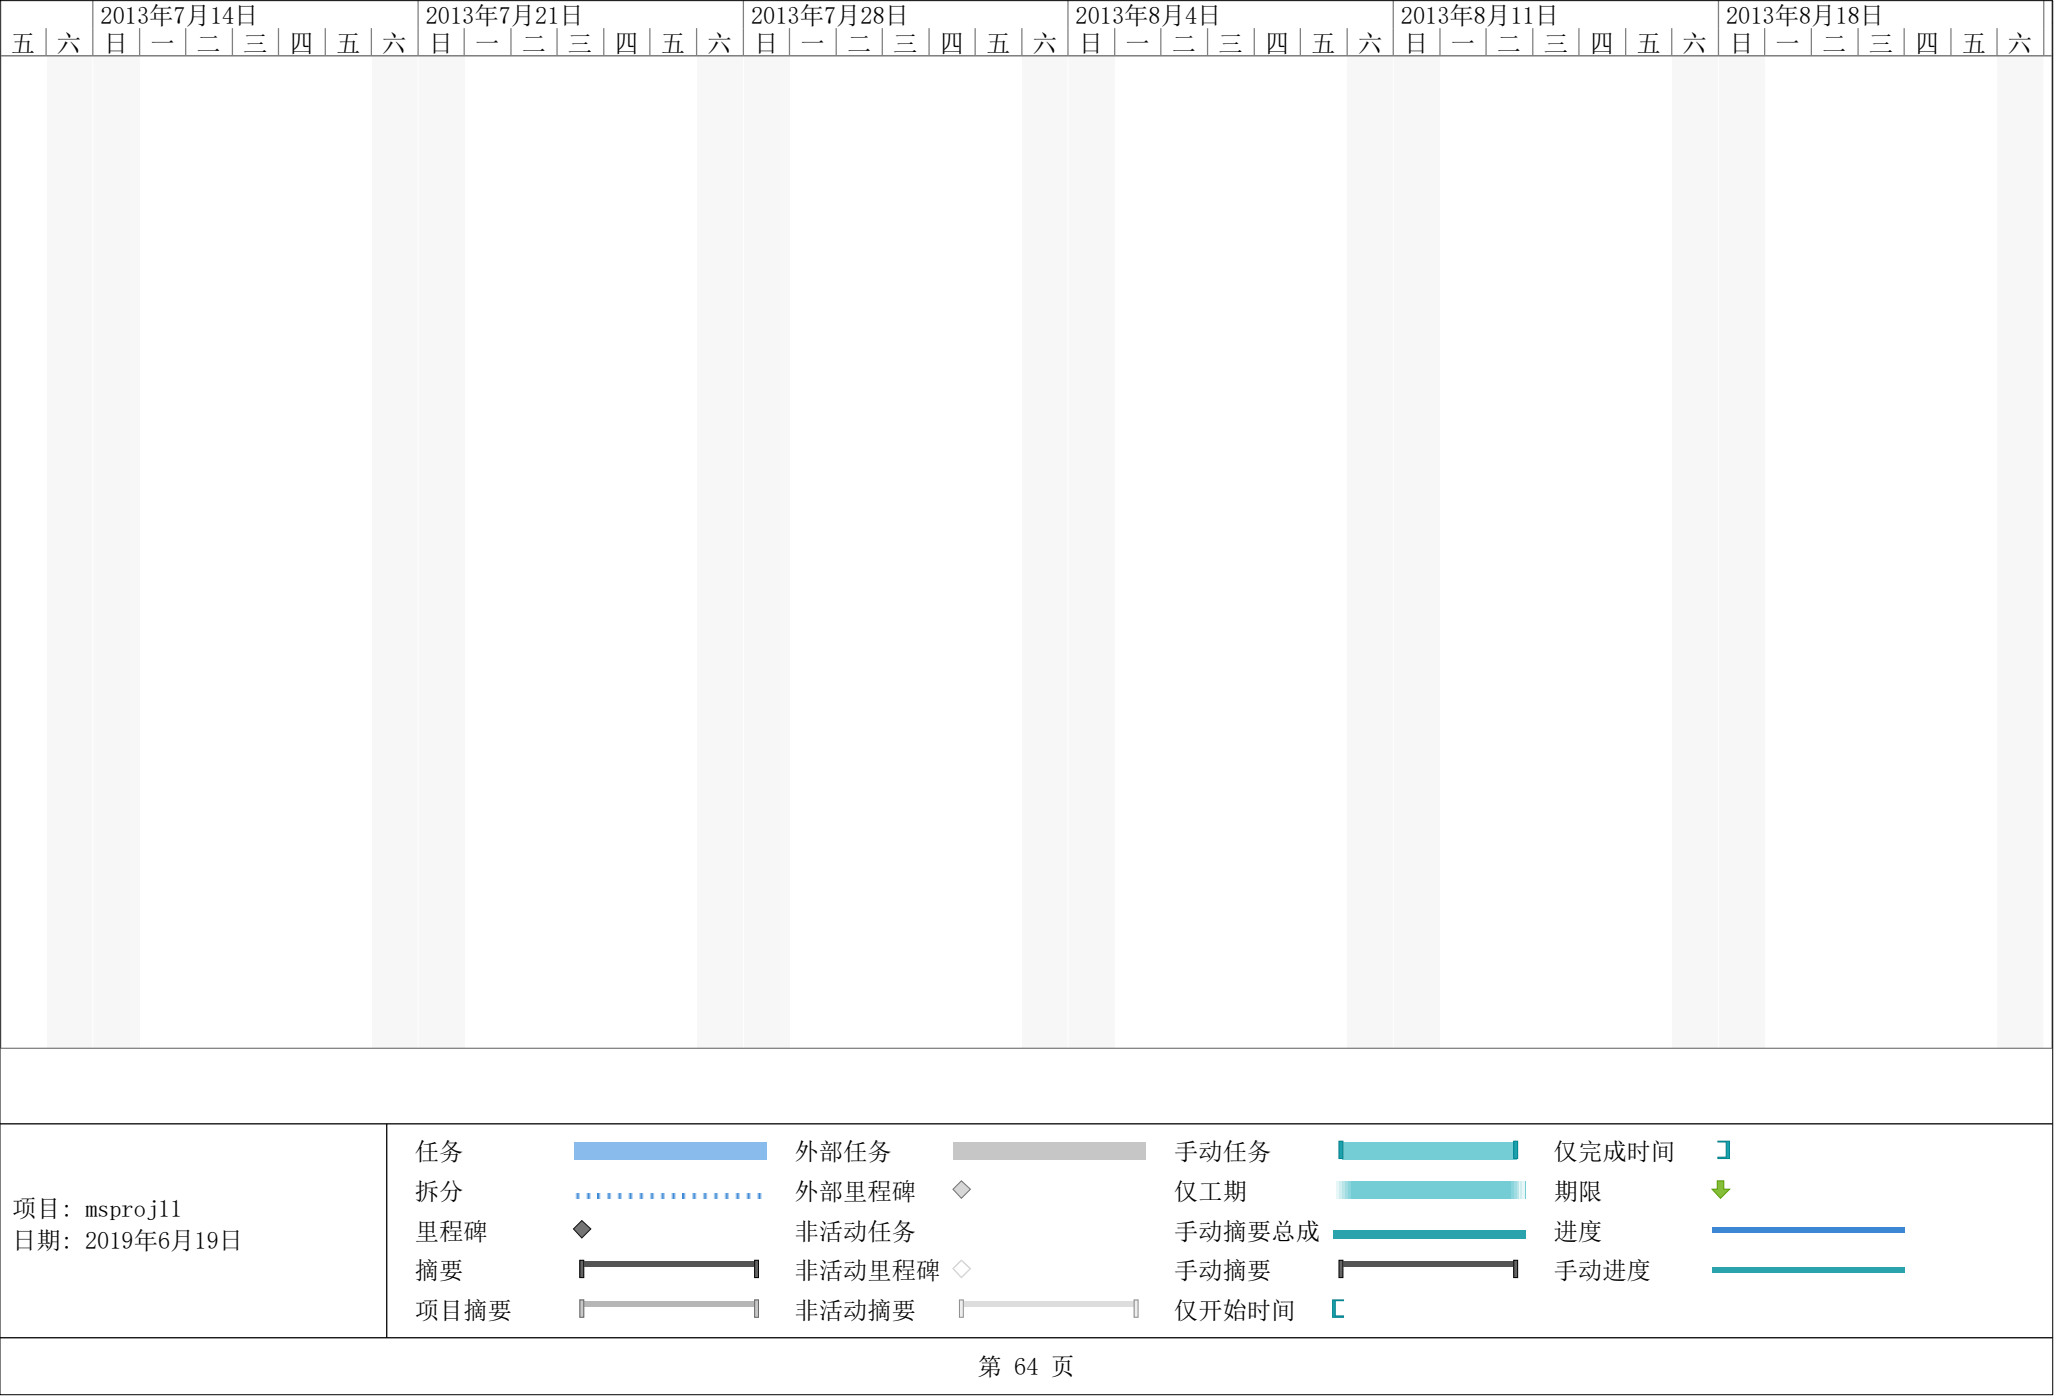 2013年7月14日 2013年7月21日 2013年7月28日 2013年8月4日 2013年8月11日 2013年8月18日
五 六 日 一 二 三 四 五 六 日 一 二 三 四 五 六 日 一 二 三 四 五 六 日 一 二 三 四 五 六 日 一 二 三 四 五 六 日 一 二 三 四 五 六
项目: msproj11
日期: 2019年6月19日
任务 外部任务 手动任务 仅完成时间
拆分 外部里程碑 仅工期 期限
里程碑 非活动任务 手动摘要总成 进度
摘要 非活动里程碑 手动摘要 手动进度
项目摘要 非活动摘要 仅开始时间
第 64 页